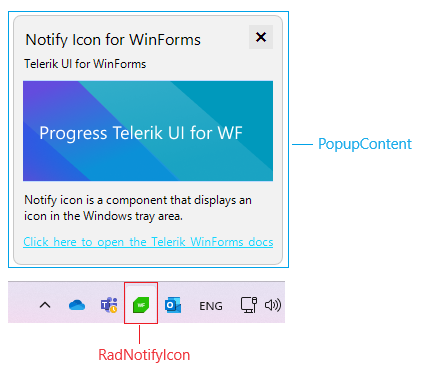 Notify Icon for WinForms
Telerik UI for WinForms
Progress Telerik UI for WF
PopupContent
Notify icon is a component that displays an
icon in the Windows tray area.
Click here to open the Telerik WinForms docs
WF
ENG
RadNotifyIcon